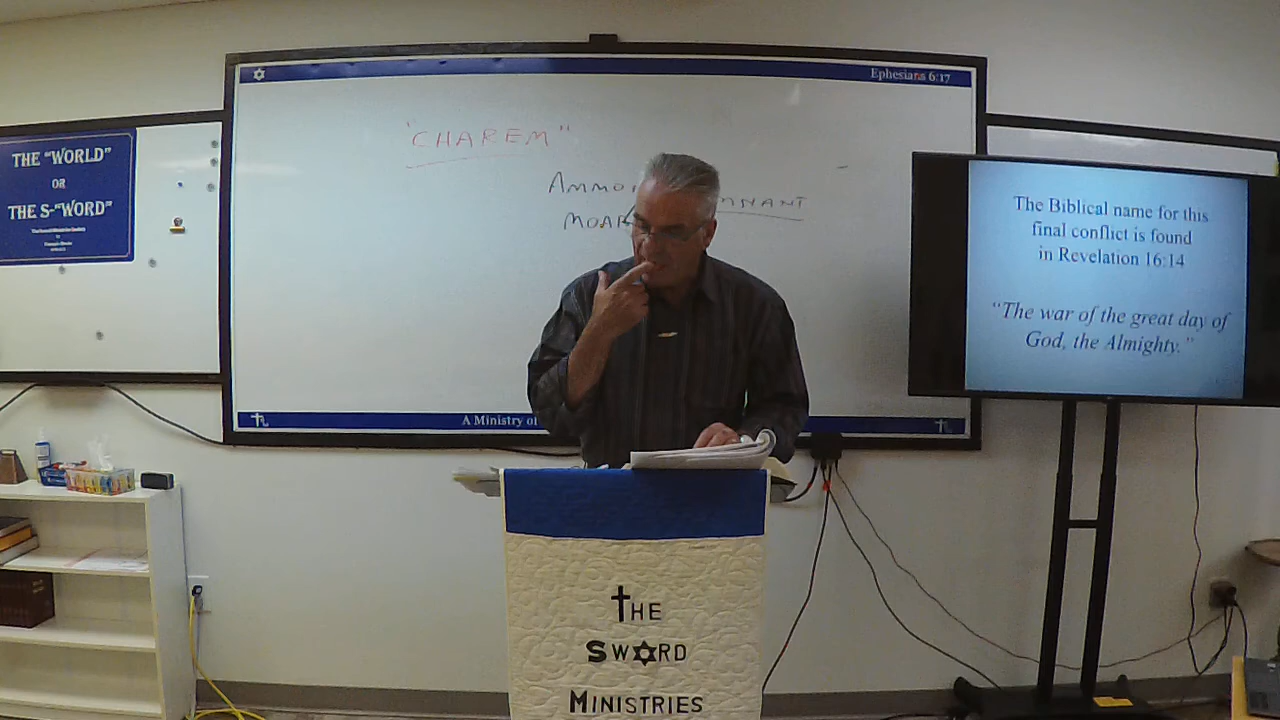 Ephesians 6:17
"CHAREM"
THE "WORLD"
OR
THE S-"WORD"
The Biblical name for this
final conflict is found
in Revelation 16:14
"The war of the great day of
God, the Almighty."
A Ministry of
THE
SWORD
MINISTRIES